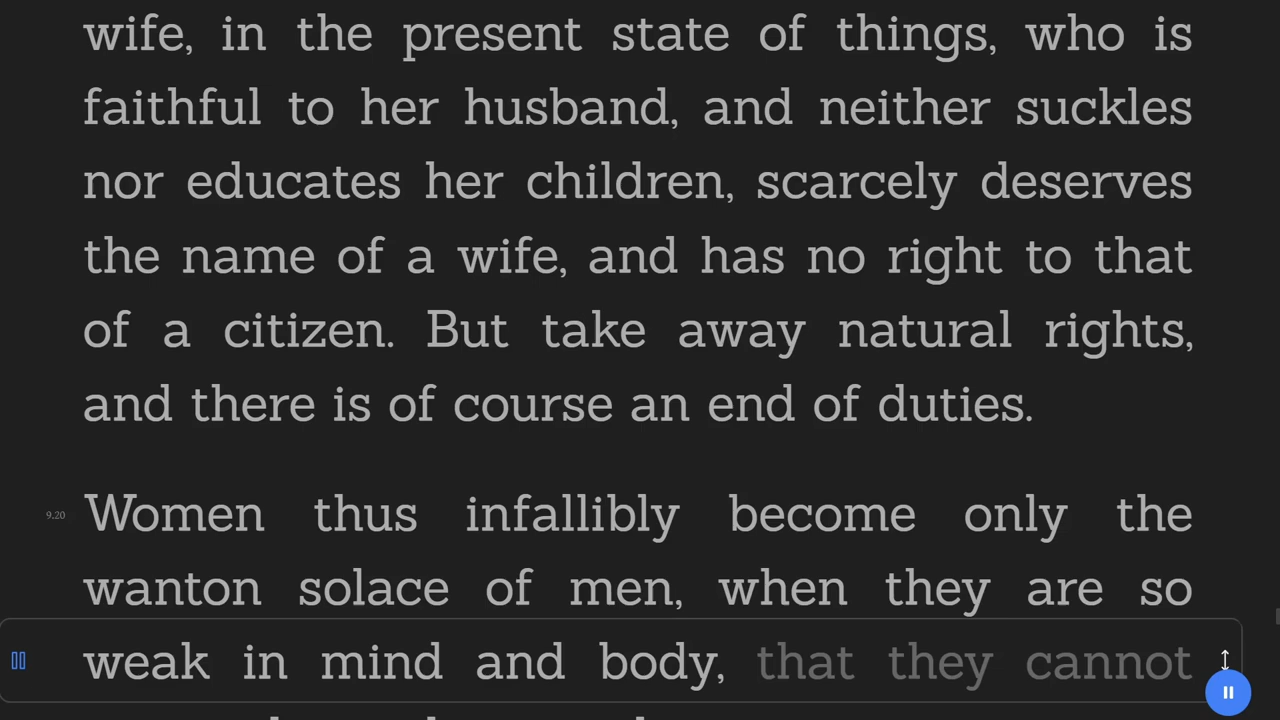 wife, in the present state of things, who is
faithful to her husband, and neither suckles
nor educates her children, scarcely deserves
the name of a wife, and has no right to that
of a citizen. But take away natural rights,
and there is of course an end of duties.
9.20 Women thus infallibly become only the
wanton solace of men, when they are so
weak in mind and body, that they cannot